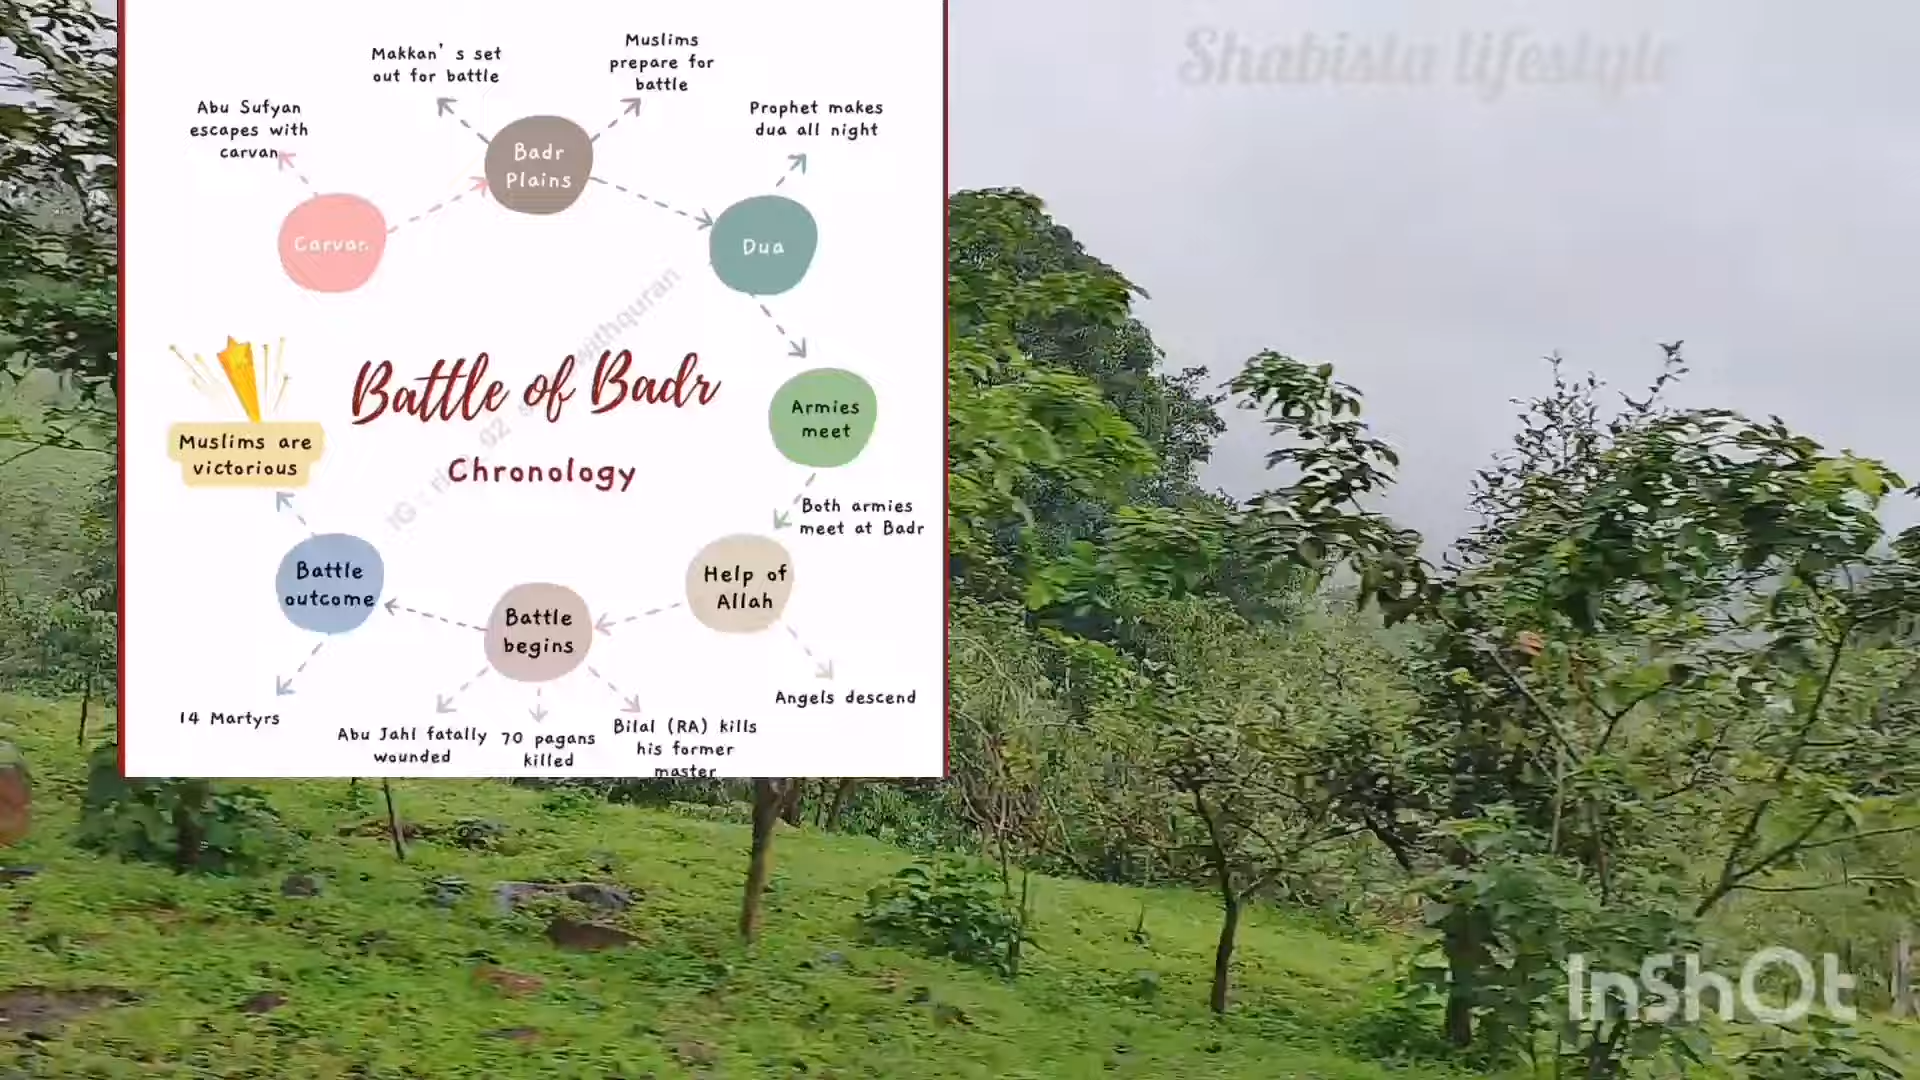 Shabista lifestyle
Makkan's set
out for battle
Muslims
prepare for
battle
Abu Sufyan
escapes with
carvan
Prophet makes
dua all night
Badr
Plains
Carvan
Dua
Battle of Badr
Chronology
Muslims are
victorious
Armies
meet
Both armies
meet at Badr
Help of
Allah
Battle
outcome
Battle
begins
Angels descend
14 Martyrs
Abu Jahl fatally
wounded
70 pagans
killed
Bilal (RA) kills
his former
master
withquran
IG :
InShOt